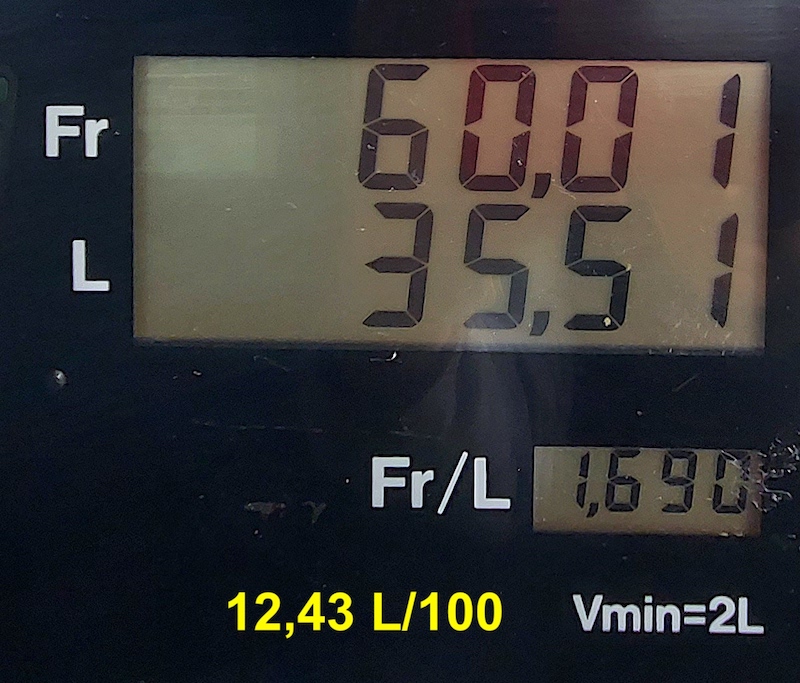 Fr 60,01
L 35,51
Fr/L 1,690
12,43 L/100 Vmin=2L